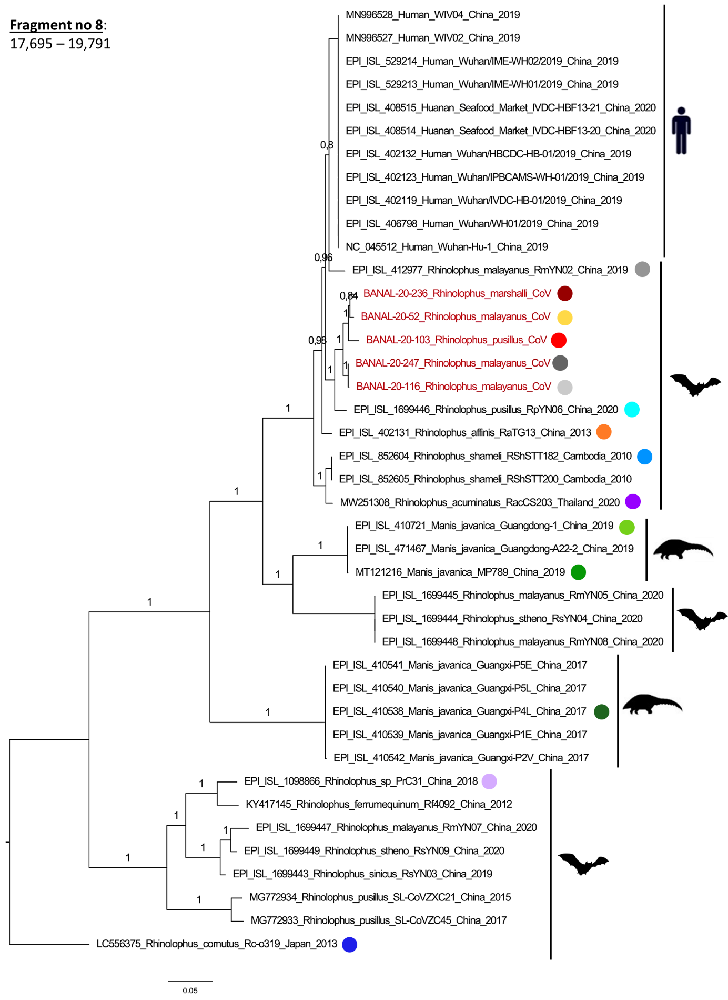 Fragment no 8:
17,695 – 19,791
MN996528_Human_WIV04_China_2019
MN996527_Human_WIV02_China_2019
EPI_ISL_529214_Human_Wuhan/IME-WH02/2019_China_2019
EPI_ISL_529213_Human_Wuhan/IME-WH01/2019_China_2019
EPI_ISL_408515_Huanan_Seafood_Market_IVDC-HBF13-21_China_2020
EPI_ISL_408514_Huanan_Seafood_Market_IVDC-HBF13-20_China_2020
0,8
EPI_ISL_402132_Human_Wuhan/HBCDC-HB-01/2019_China_2019
EPI_ISL_402123_Human_Wuhan/IPBCAMS-WH-01/2019_China_2019
EPI_ISL_402119_Human_Wuhan/IVDC-HB-01/2019_China_2019
EPI_ISL_406798_Human_Wuhan/WH01/2019_China_2019
NC_045512_Human_Wuhan-Hu-1_China_2019
0,96
EPI_ISL_412977_Rhinolophus_malayanus_RmYN02_China_2019
BANAL-20-236_Rhinolophus_marshalli_CoV
0,84
1
BANAL-20-52_Rhinolophus_malayanus_CoV
0,98
1
BANAL-20-103_Rhinolophus_pusillus_CoV
1
BANAL-20-247_Rhinolophus_malayanus_CoV
1
BANAL-20-116_Rhinolophus_malayanus_CoV
1
EPI_ISL_1699446_Rhinolophus_pusillus_RpYN06_China_2020
EPI_ISL_402131_Rhinolophus_affinis_RaTG13_China_2013
EPI_ISL_852604_Rhinolophus_shameli_RShSTT182_Cambodia_2010
1
EPI_ISL_852605_Rhinolophus_shameli_RShSTT200_Cambodia_2010
1
MW251308_Rhinolophus_acuminatus_RacCS203_Thailand_2020
EPI_ISL_410721_Manis_javanica_Guangdong-1_China_2019
1
EPI_ISL_471467_Manis_javanica_Guangdong-A22-2_China_2019
1
MT121216_Manis_javanica_MP789_China_2019
1
EPI_ISL_1699445_Rhinolophus_malayanus_RmYN05_China_2020
EPI_ISL_1699444_Rhinolophus_stheno_RsYN04_China_2020
EPI_ISL_1699448_Rhinolophus_malayanus_RmYN08_China_2020
EPI_ISL_410541_Manis_javanica_Guangxi-P5E_China_2017
EPI_ISL_410540_Manis_javanica_Guangxi-P5L_China_2017
1
EPI_ISL_410538_Manis_javanica_Guangxi-P4L_China_2017
EPI_ISL_410539_Manis_javanica_Guangxi-P1E_China_2017
EPI_ISL_410542_Manis_javanica_Guangxi-P2V_China_2017
1
EPI_ISL_1098866_Rhinolophus_sp_PrC31_China_2018
KY417145_Rhinolophus_ferrumequinum_Rf4092_China_2012
1
1
EPI_ISL_1699447_Rhinolophus_malayanus_RmYN07_China_2020
1
EPI_ISL_1699449_Rhinolophus_stheno_RsYN09_China_2020
1
EPI_ISL_1699443_Rhinolophus_sinicus_RsYN03_China_2019
1
MG772934_Rhinolophus_pusillus_SL-CoVZXC21_China_2015
MG772933_Rhinolophus_pusillus_SL-CoVZC45_China_2017
LC556375_Rhinolophus_cornutus_Rc-o319_Japan_2013
0.05